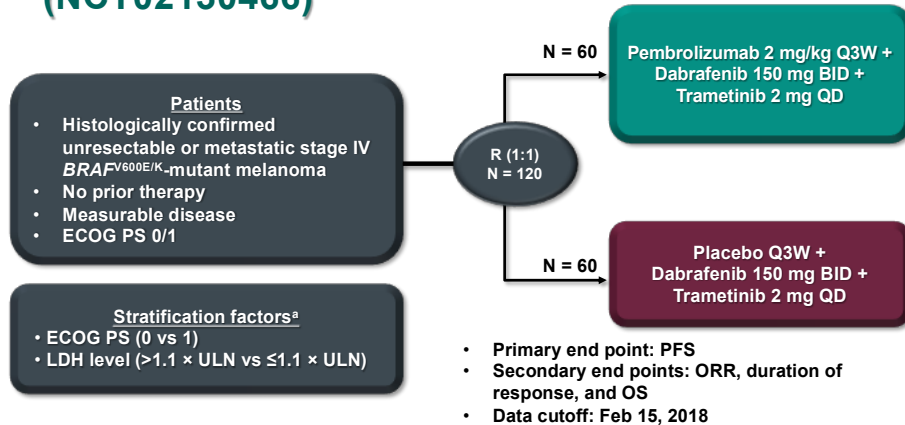 (NCT02130466)
Patients
• Histologically confirmed
unresectable or metastatic stage IV
BRAFV600E/K-mutant melanoma
• No prior therapy
• Measurable disease
• ECOG PS 0/1
Stratification factorsᵃ
• ECOG PS (0 vs 1)
• LDH level (>1.1 × ULN vs ≤1.1 × ULN)
R (1:1)
N = 120
N = 60
Pembrolizumab 2 mg/kg Q3W +
Dabrafenib 150 mg BID +
Trametinib 2 mg QD
N = 60
Placebo Q3W +
Dabrafenib 150 mg BID +
Trametinib 2 mg QD
• Primary end point: PFS
• Secondary end points: ORR, duration of
response, and OS
• Data cutoff: Feb 15, 2018